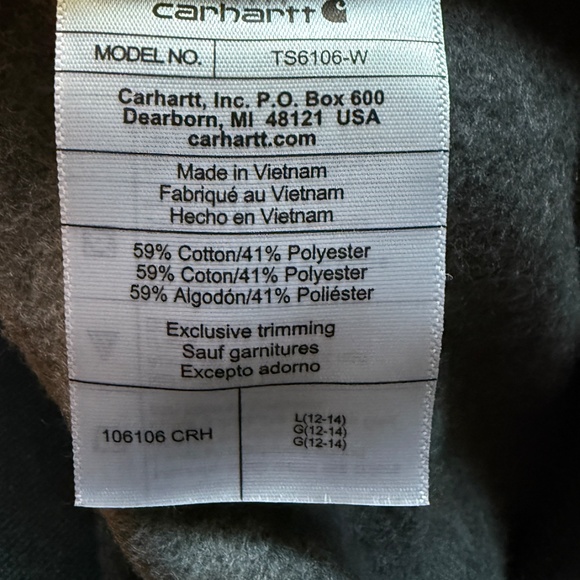 carhartt
MODEL NO. TS6106-W
Carhartt, Inc. P.O. Box 600
Dearborn, MI 48121 USA
carhartt.com
Made in Vietnam
Fabriqué au Vietnam
Hecho en Vietnam
59% Cotton/41% Polyester
59% Coton/41% Polyester
59% Algodón/41% Poliéster
Exclusive trimming
Sauf garnitures
Excepto adorno
106106 CRH
L(12-14)
G(12-14)
G(12-14)